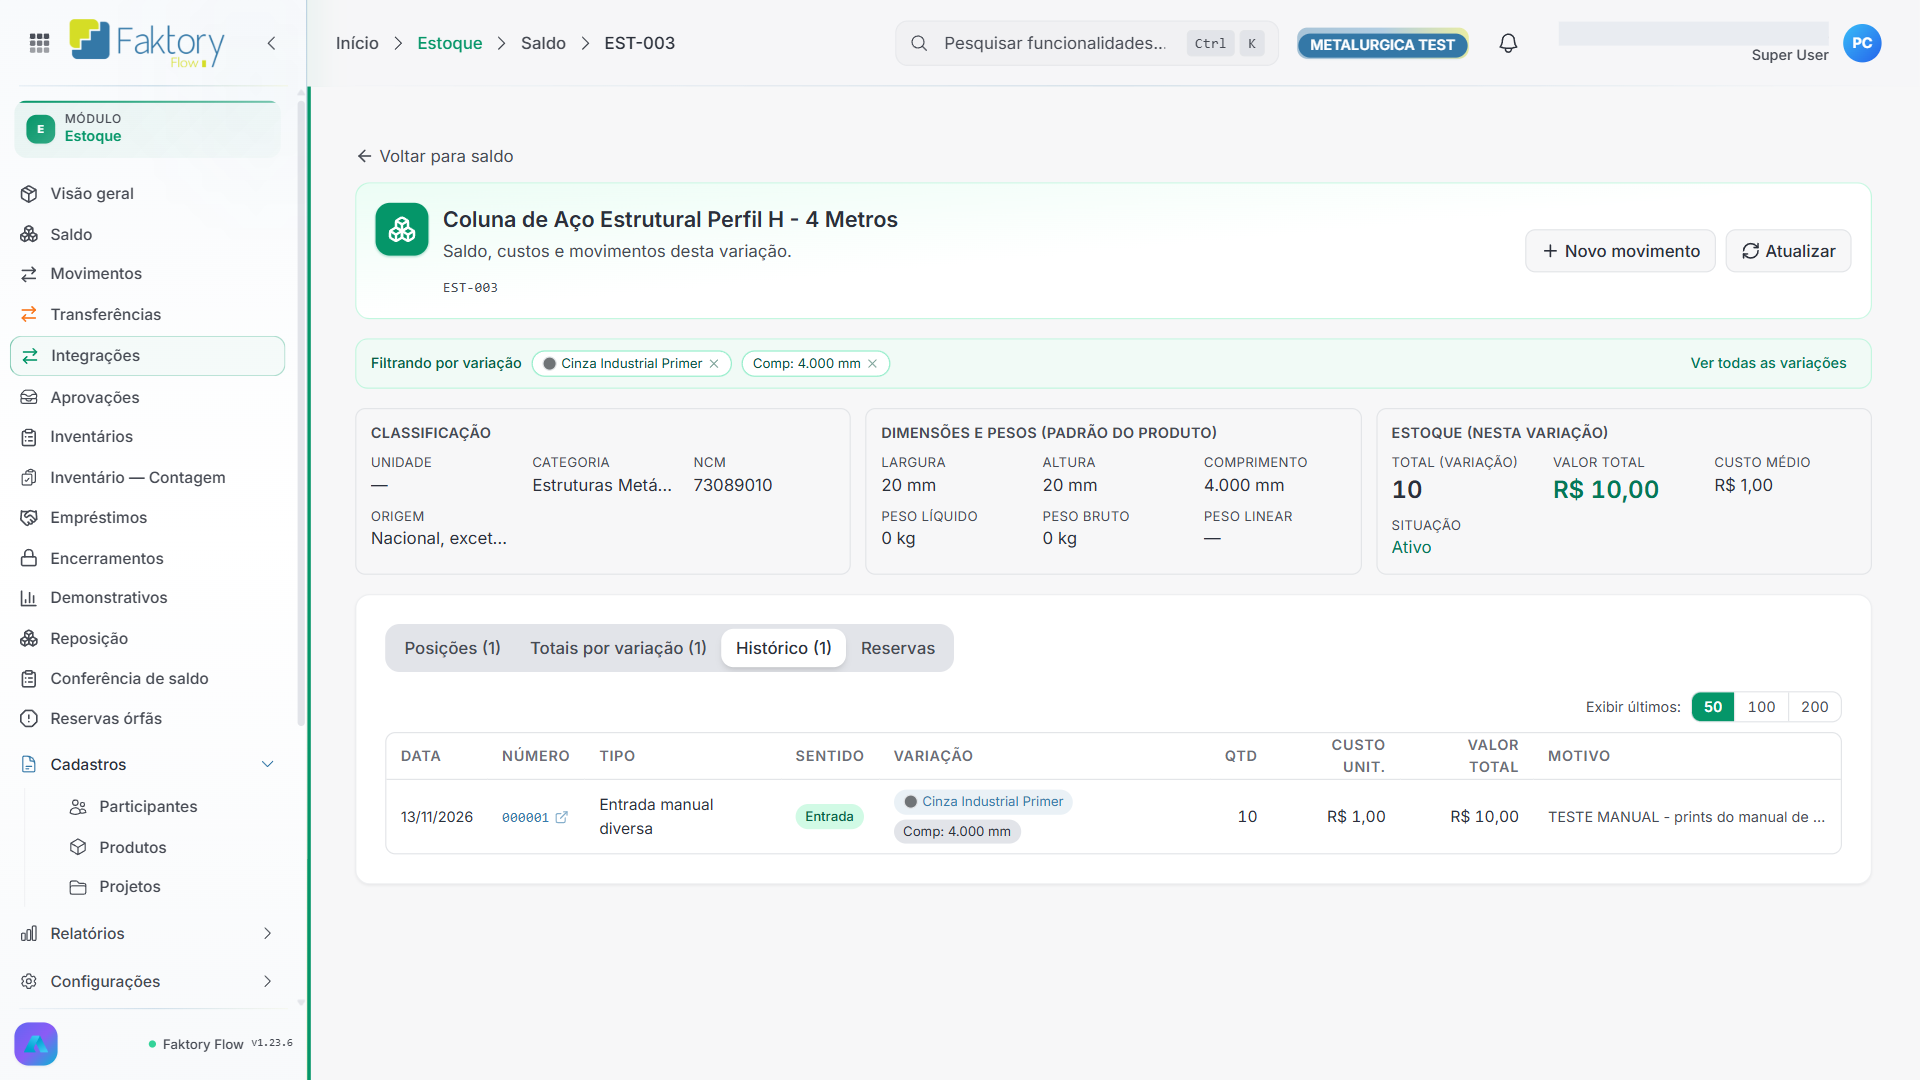 Faktory
Flow
Início
Estoque
Saldo
EST-003
Pesquisar funcionalidades...
Ctrl
K
METALURGICA TEST
Super User
PC
E
MÓDULO
Estoque
Visão geral
Saldo
Movimentos
Transferências
Integrações
Aprovações
Inventários
Inventário — Contagem
Empréstimos
Encerramentos
Demonstrativos
Reposição
Conferência de saldo
Reservas órfãs
Cadastros
Participantes
Produtos
Projetos
Relatórios
Configurações
Faktory Flow v1.23.6
Voltar para saldo
Coluna de Aço Estrutural Perfil H - 4 Metros
Saldo, custos e movimentos desta variação.
EST-003
Novo movimento
Atualizar
Filtrando por variação
Cinza Industrial Primer
Comp: 4.000 mm
Ver todas as variações
CLASSIFICAÇÃO
UNIDADE
—
CATEGORIA
Estruturas Metá...
NCM
73089010
ORIGEM
Nacional, excet...
DIMENSÕES E PESOS (PADRÃO DO PRODUTO)
LARGURA
20 mm
ALTURA
20 mm
COMPRIMENTO
4.000 mm
PESO LÍQUIDO
0 kg
PESO BRUTO
0 kg
PESO LINEAR
—
ESTOQUE (NESTA VARIAÇÃO)
TOTAL (VARIAÇÃO)
10
VALOR TOTAL
R$ 10,00
CUSTO MÉDIO
R$ 1,00
SITUAÇÃO
Ativo
Posições (1)
Totais por variação (1)
Histórico (1)
Reservas
Exibir últimos:
50
100
200
DATA
NÚMERO
TIPO
SENTIDO
VARIAÇÃO
QTD
CUSTO
UNIT.
VALOR
TOTAL
MOTIVO
13/11/2026
000001
Entrada manual
diversa
Entrada
Cinza Industrial Primer
Comp: 4.000 mm
10
R$ 1,00
R$ 10,00
TESTE MANUAL - prints do manual de ...